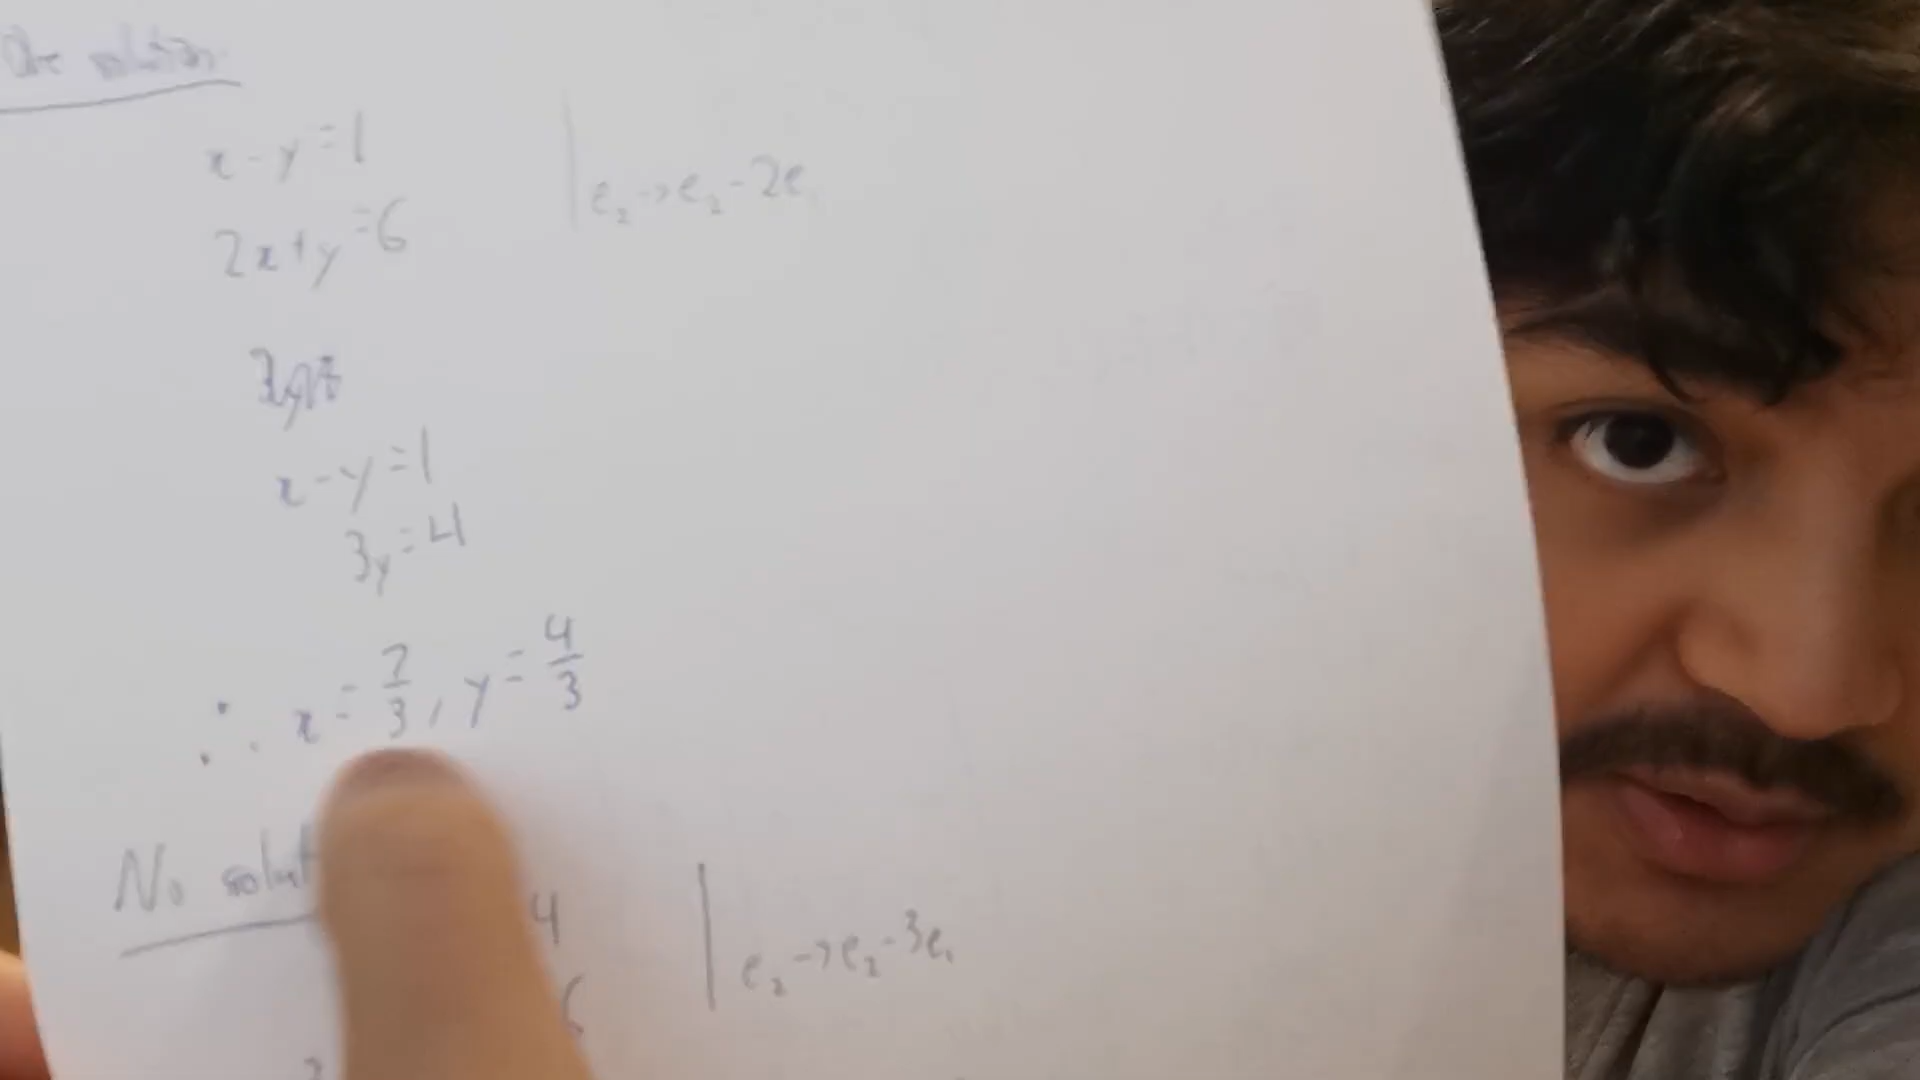 One solution
x - y = 1
2x + y = 6 | e₂ -> e₂ - 2e₁
x - y = 1
3y = 4
∴ x = 7/3, y = 4/3
No solut
4
6 | e₂ -> e₂ - 3e₁